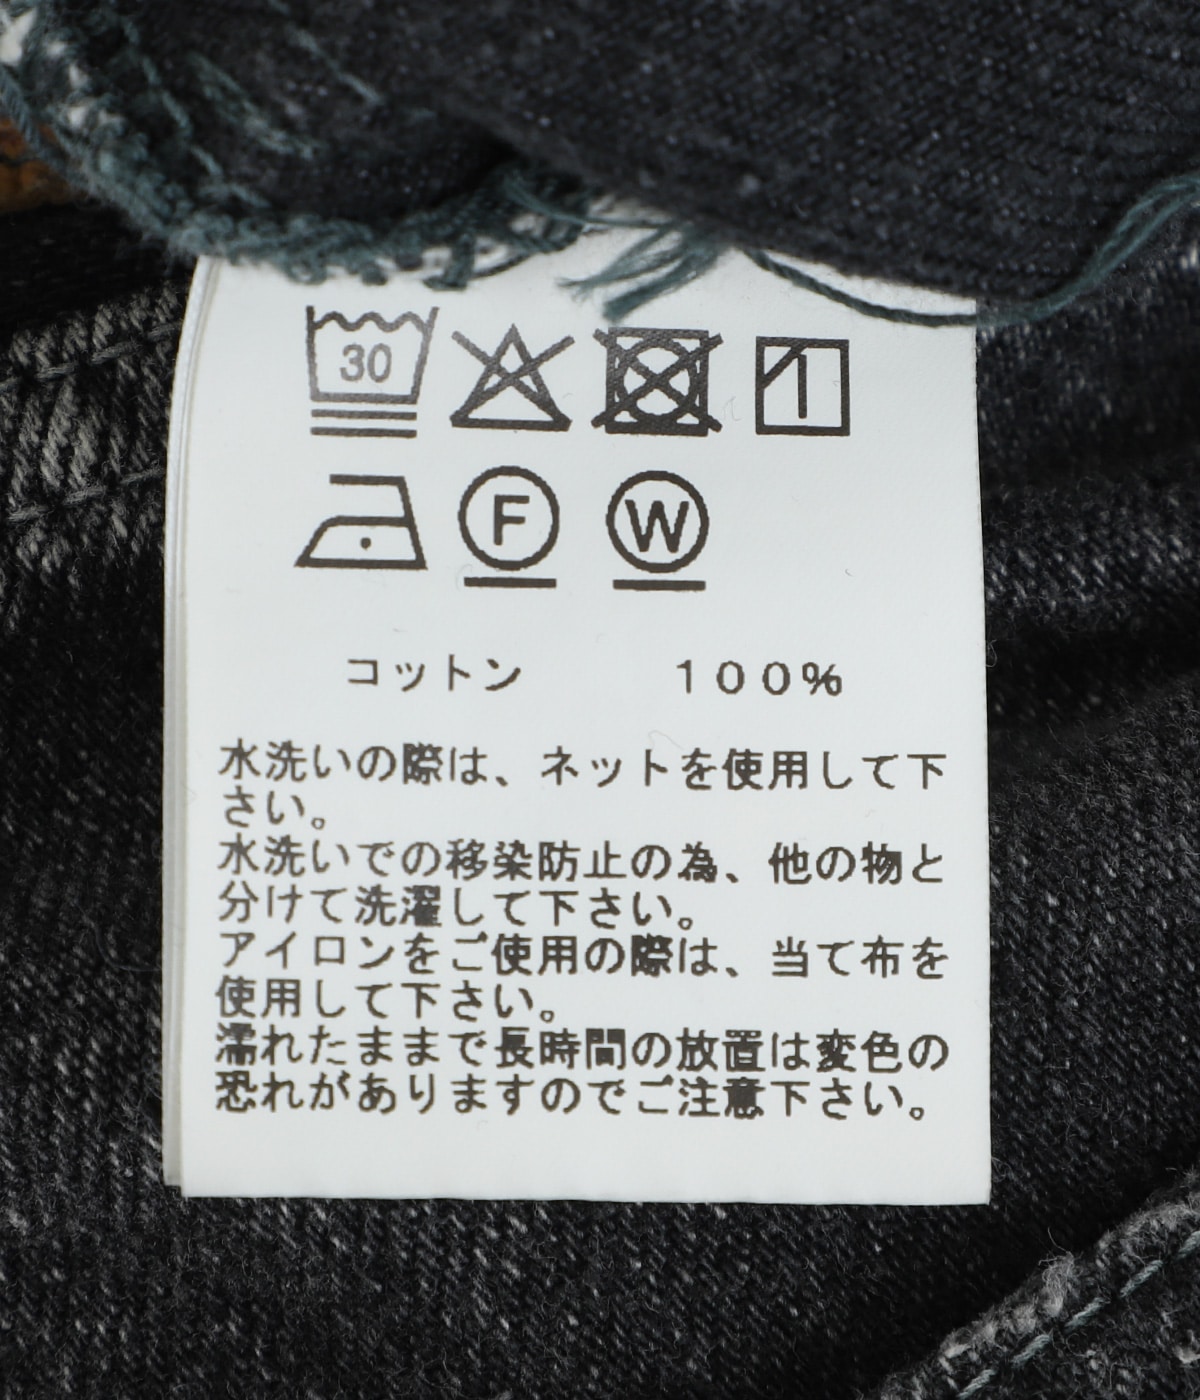 30
F W
コットン 100%
水洗いの際は、ネットを使用して下
さい。
水洗いでの移染防止の為、他の物と
分けて洗濯して下さい。
アイロンをご使用の際は、当て布を
使用して下さい。
濡れたままで長時間の放置は変色の
恐れがありますのでご注意下さい。